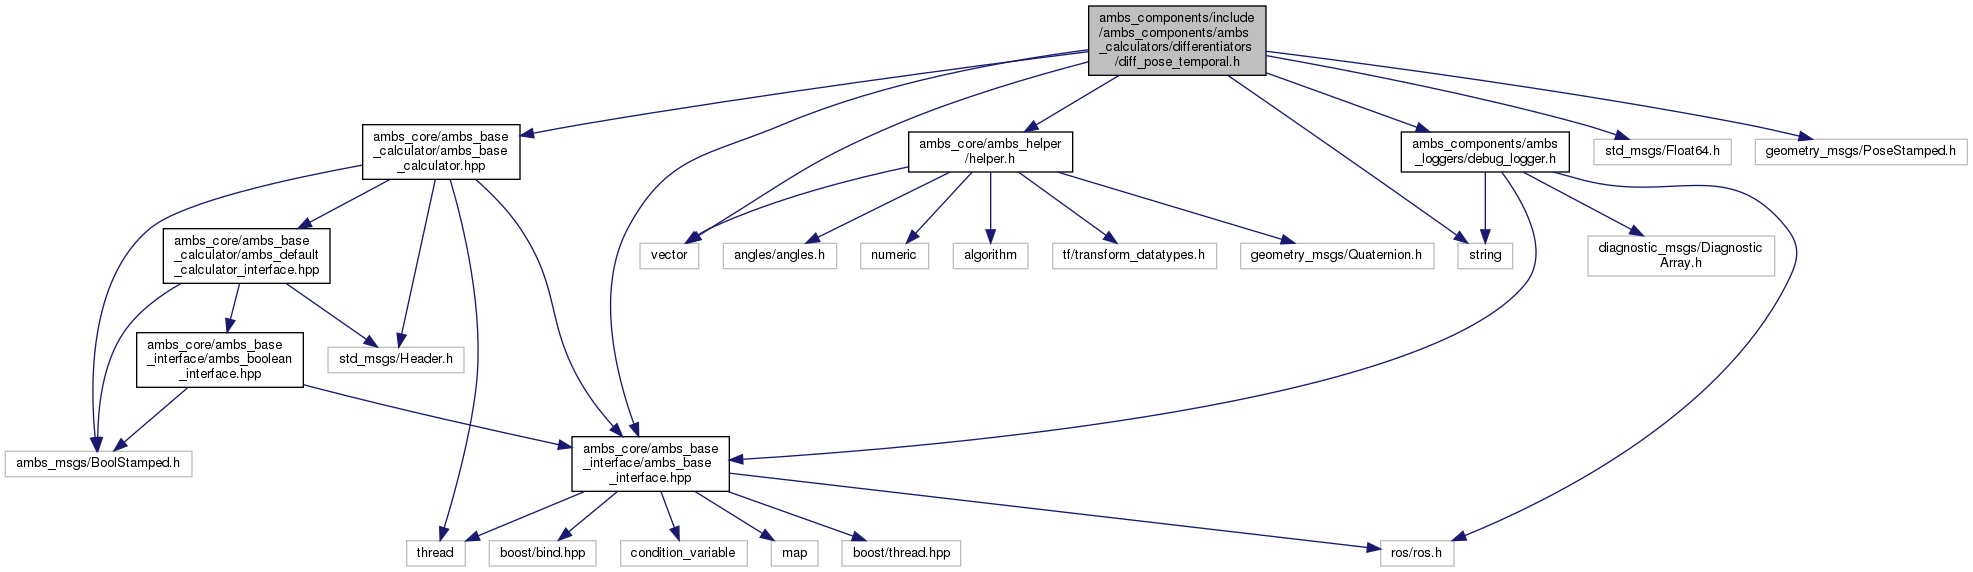 ambs_components/include
/ambs_components/ambs
_calculators/differentiators
/diff_pose_temporal.h
ambs_core/ambs_base
_calculator/ambs_base
_calculator.hpp
ambs_core/ambs_helper
/helper.h
ambs_components/ambs
_loggers/debug_logger.h
std_msgs/Float64.h
geometry_msgs/PoseStamped.h
ambs_core/ambs_base
_calculator/ambs_default
_calculator_interface.hpp
vector
angles/angles.h
numeric
algorithm
tf/transform_datatypes.h
geometry_msgs/Quaternion.h
string
diagnostic_msgs/Diagnostic
Array.h
ambs_core/ambs_base
_interface/ambs_boolean
_interface.hpp
std_msgs/Header.h
ambs_msgs/BoolStamped.h
ambs_core/ambs_base
_interface/ambs_base
_interface.hpp
thread
boost/bind.hpp
condition_variable
map
boost/thread.hpp
ros/ros.h